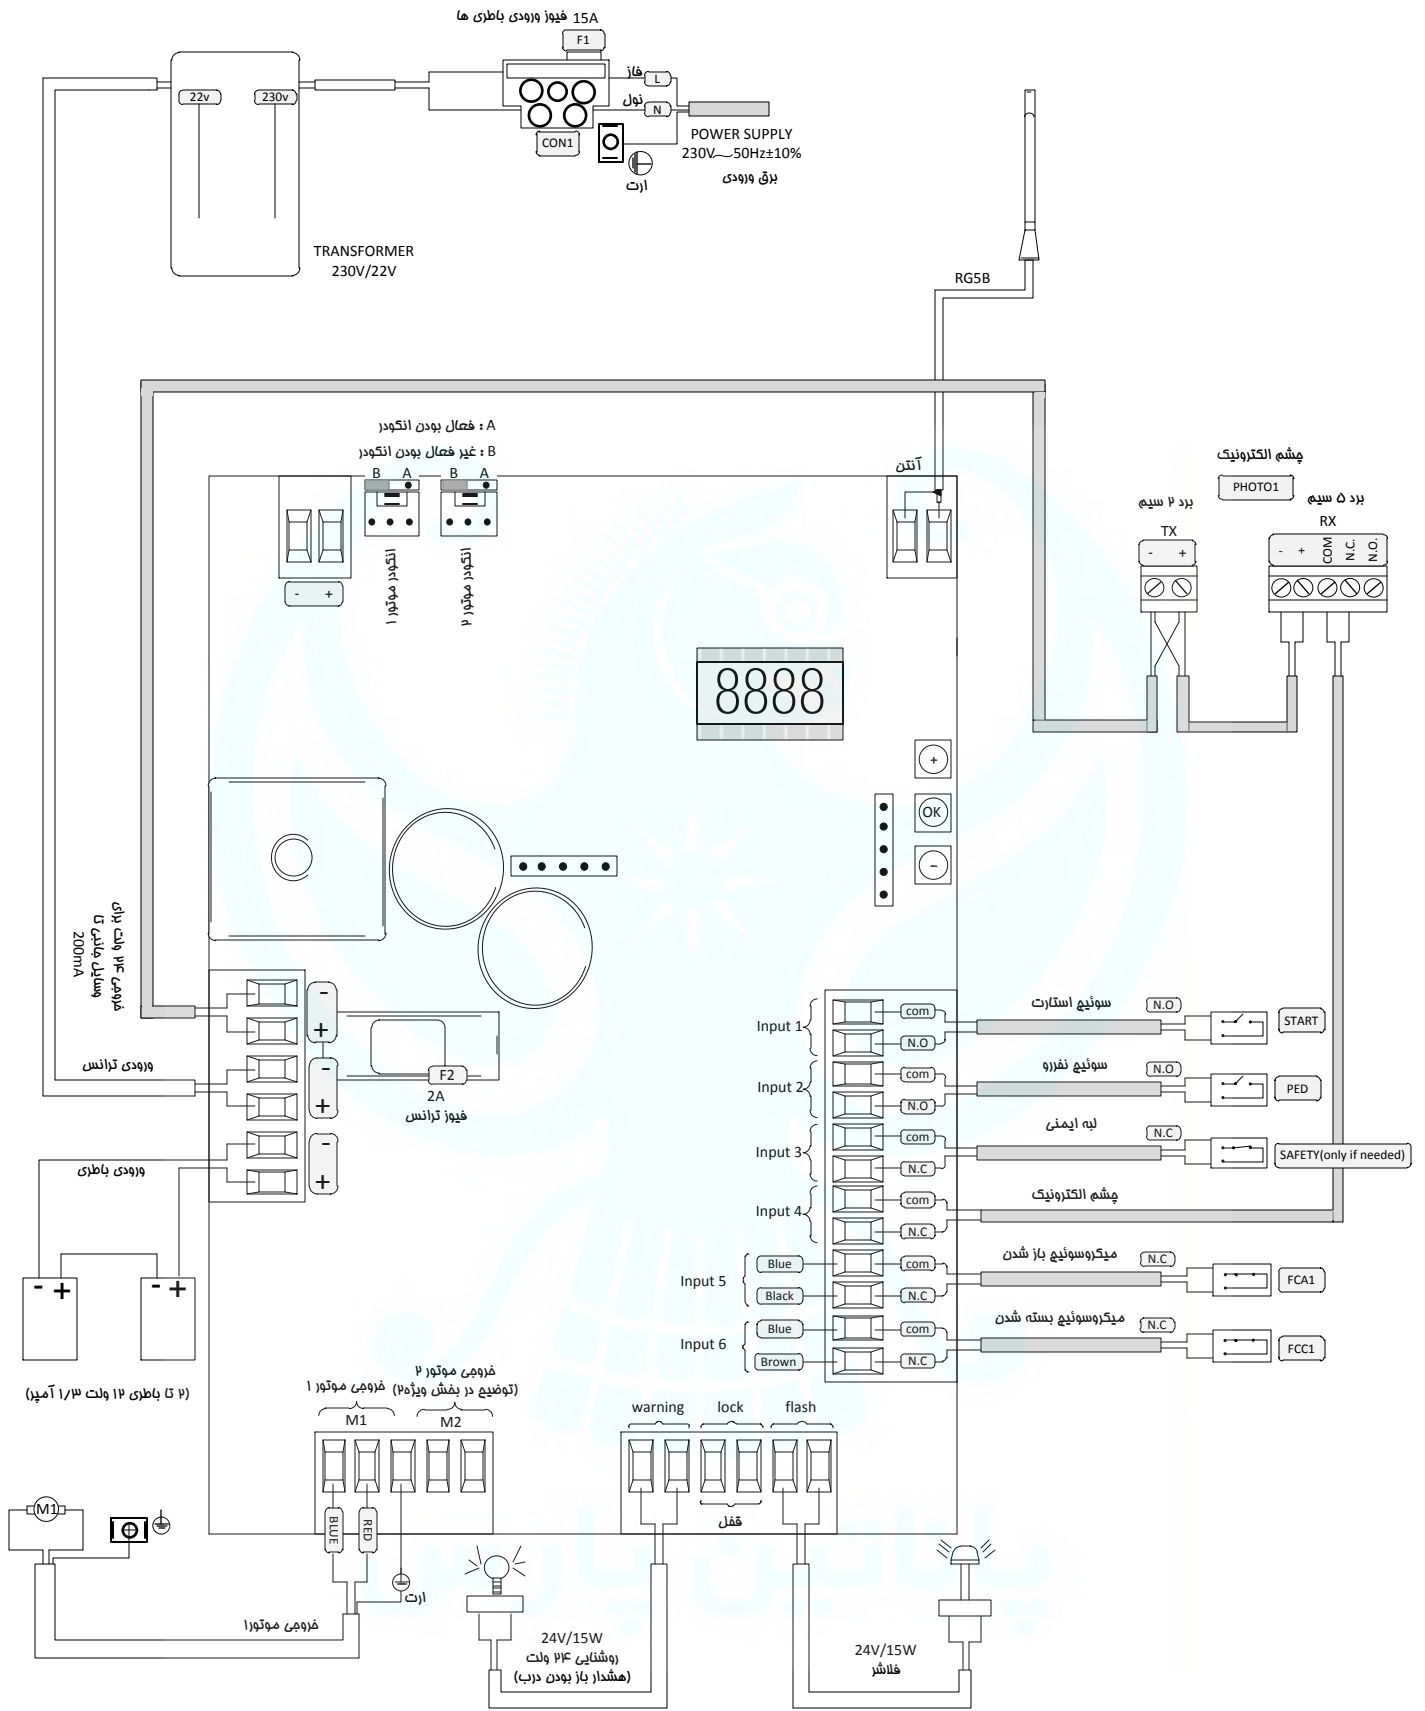 فیوز ورودی باطری ها 15A
F1
فاز
L
نول
N
CON1
22v
230v
POWER SUPPLY
230V~50Hz±10%
برق ورودی
ارت
TRANSFORMER
230V/22V
RG5B
A : فعال بودن انکودر
B : غیر فعال بودن انکودر
B A
B A
آنتن
چشم الکترونیک
PHOTO1
برد ۲ سیم
برد ۵ سیم
TX
RX
- +
- + COM N.C. N.O.
- +
انکودر موتور ۱
انکودر موتور ۲
8888
+
OK
-
خروجی ۲۴ ولت برای
وسایل جانبی تا
200mA
-
+
ورودی ترانس
-
+
F2
2A
فیوز ترانس
ورودی باطری
-
+
- +
- +
(۲ تا باطری ۱۲ ولت ۱/۳ آمپر)
Input 1
com
N.O
سوئیچ استارت
N.O
START
Input 2
com
N.O
سوئیچ نفررو
N.O
PED
Input 3
com
N.C
لبه ایمنی
N.C
SAFETY(only if needed)
Input 4
com
N.C
چشم الکترونیک
Input 5
Blue
Black
com
N.C
میکروسوئیچ باز شدن
N.C
FCA1
Input 6
Blue
Brown
com
N.C
میکروسوئیچ بسته شدن
N.C
FCC1
خروجی موتور ۲
(توضیح در بخش ویژه۲)
خروجی موتور ۱
M1
M2
warning
lock
flash
قفل
BLUE
RED
ارت
M1
خروجی موتور۱
24V/15W
روشنایی ۲۴ ولت
(هشدار باز بودن درب)
24V/15W
فلاشر
پلاتین پارس